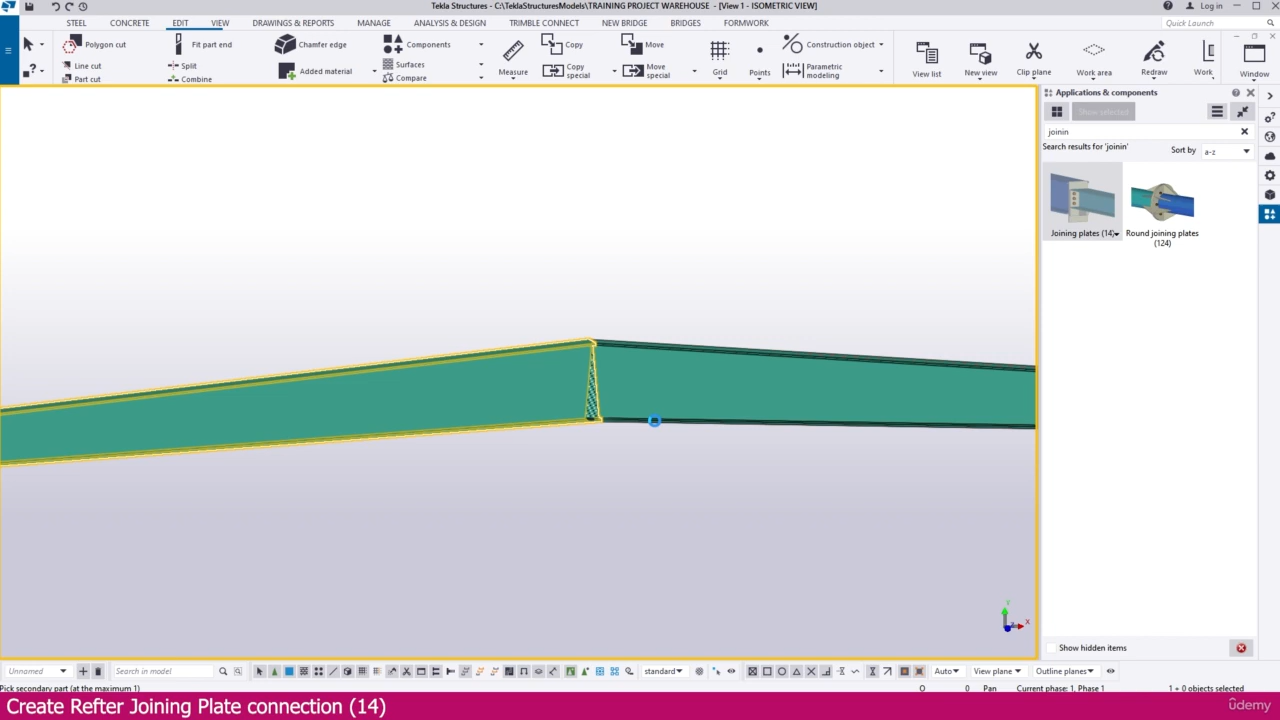 Tekla Structures - C:\TeklaStructuresModels\TRAINING PROJECT WAREHOUSE - [View 1 - ISOMETRIC VIEW]
Log in
STEEL CONCRETE EDIT VIEW DRAWINGS & REPORTS MANAGE ANALYSIS & DESIGN TRIMBLE CONNECT NEW BRIDGE BRIDGES FORMWORK
Quick Launch
Polygon cut
Line cut
Part cut
Fit part end
Split
Combine
Chamfer edge
Added material
Components
Surfaces
Compare
Measure
Copy
Copy special
Move
Move special
Grid
Points
Construction object
Parametric modeling
View list
New view
Clip plane
Work area
Redraw
Work
Window
Applications & components
Show selected
joinin
Search results for 'joinin'
Sort by
a-z
Joining plates (14)
Round joining plates (124)
Y
X
Z
Show hidden items
Unnamed
Search in model
standard
Auto
View plane
Outline planes
Pick secondary part (at the maximum 1)
O
0
Pan
Current phase: 1, Phase 1
1 + 0 objects selected
Create Refter Joining Plate connection (14)
ûdemy